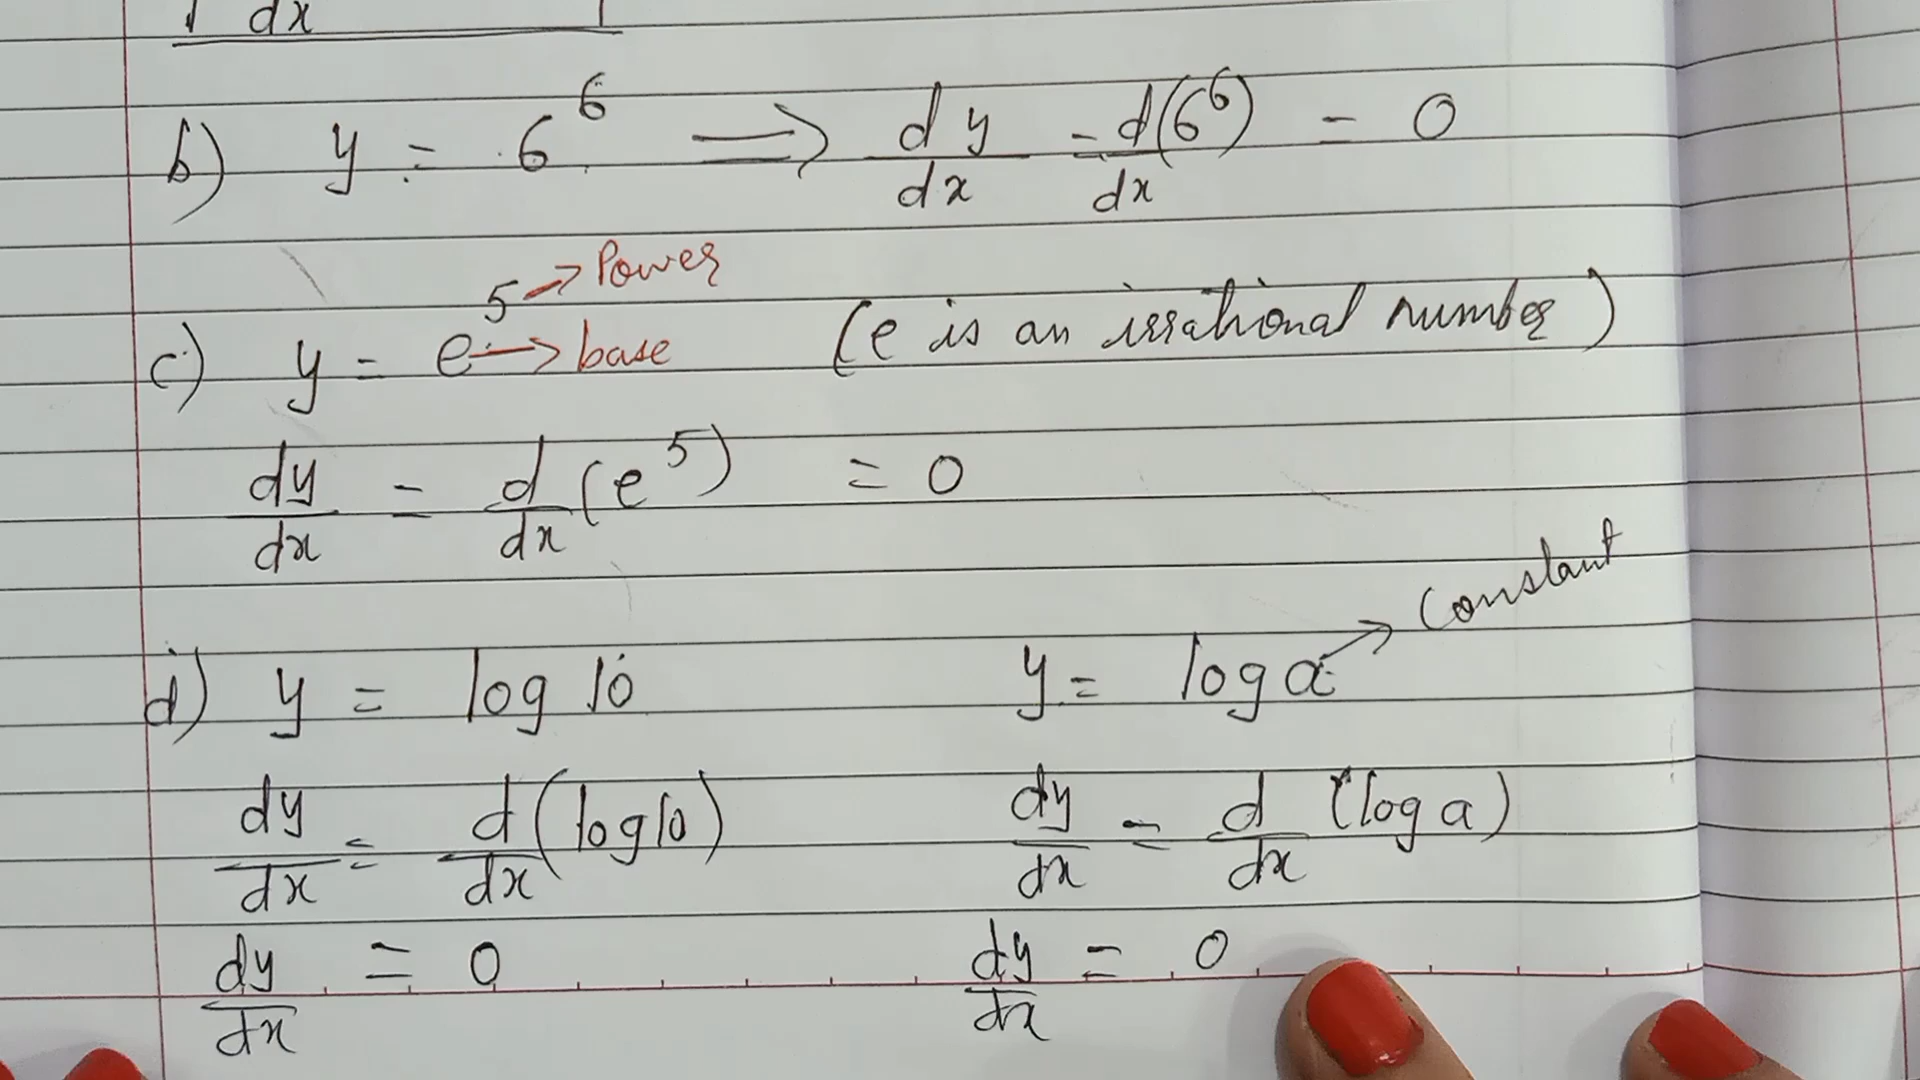 dx
b) y = 6^6 ⟹ dy/dx = d(6^6)/dx = 0
c) y = e^5 → Power → base (e is an irrational number)
dy/dx = d/dx (e^5) = 0
d) y = log 10 y = log a → Constant
dy/dx = d/dx (log 10) dy/dx = d/dx (log a)
dy/dx = 0 dy/dx = 0